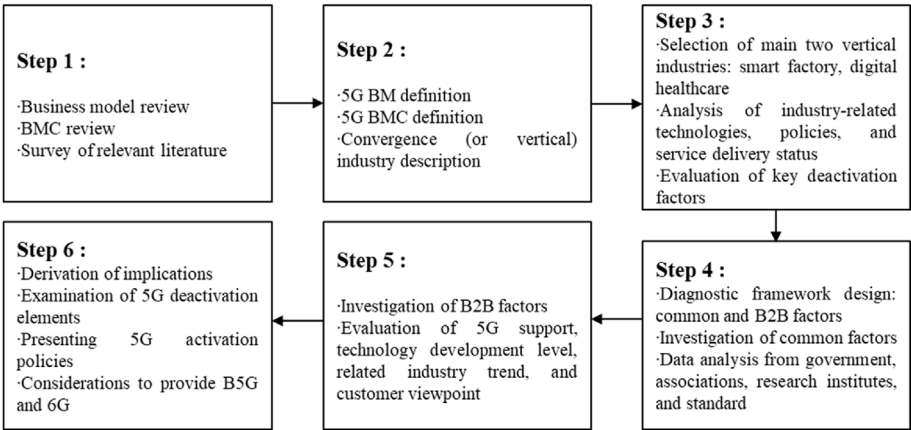 Step 1 :
·Business model review
·BMC review
·Survey of relevant literature
Step 2 :
·5G BM definition
·5G BMC definition
·Convergence (or vertical)
industry description
Step 3 :
·Selection of main two vertical
industries: smart factory, digital
healthcare
·Analysis of industry-related
technologies, policies, and
service delivery status
·Evaluation of key deactivation
factors
Step 4 :
·Diagnostic framework design:
common and B2B factors
·Investigation of common factors
·Data analysis from government,
associations, research institutes,
and standard
Step 5 :
·Investigation of B2B factors
·Evaluation of 5G support,
technology development level,
related industry trend, and
customer viewpoint
Step 6 :
·Derivation of implications
·Examination of 5G deactivation
elements
·Presenting 5G activation
policies
·Considerations to provide B5G
and 6G